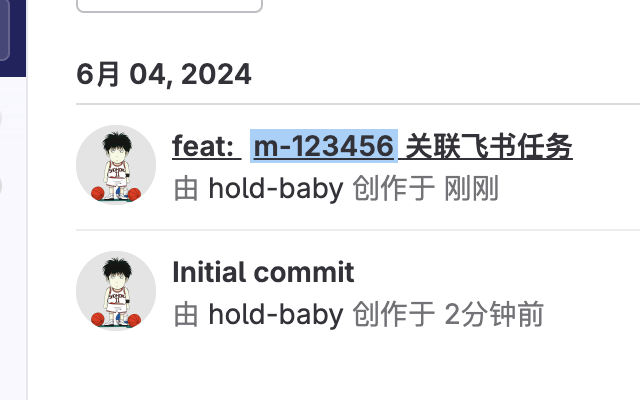 6月 04, 2024
feat: m-123456 关联飞书任务
由 hold-baby 创作于 刚刚
Initial commit
由 hold-baby 创作于 2分钟前